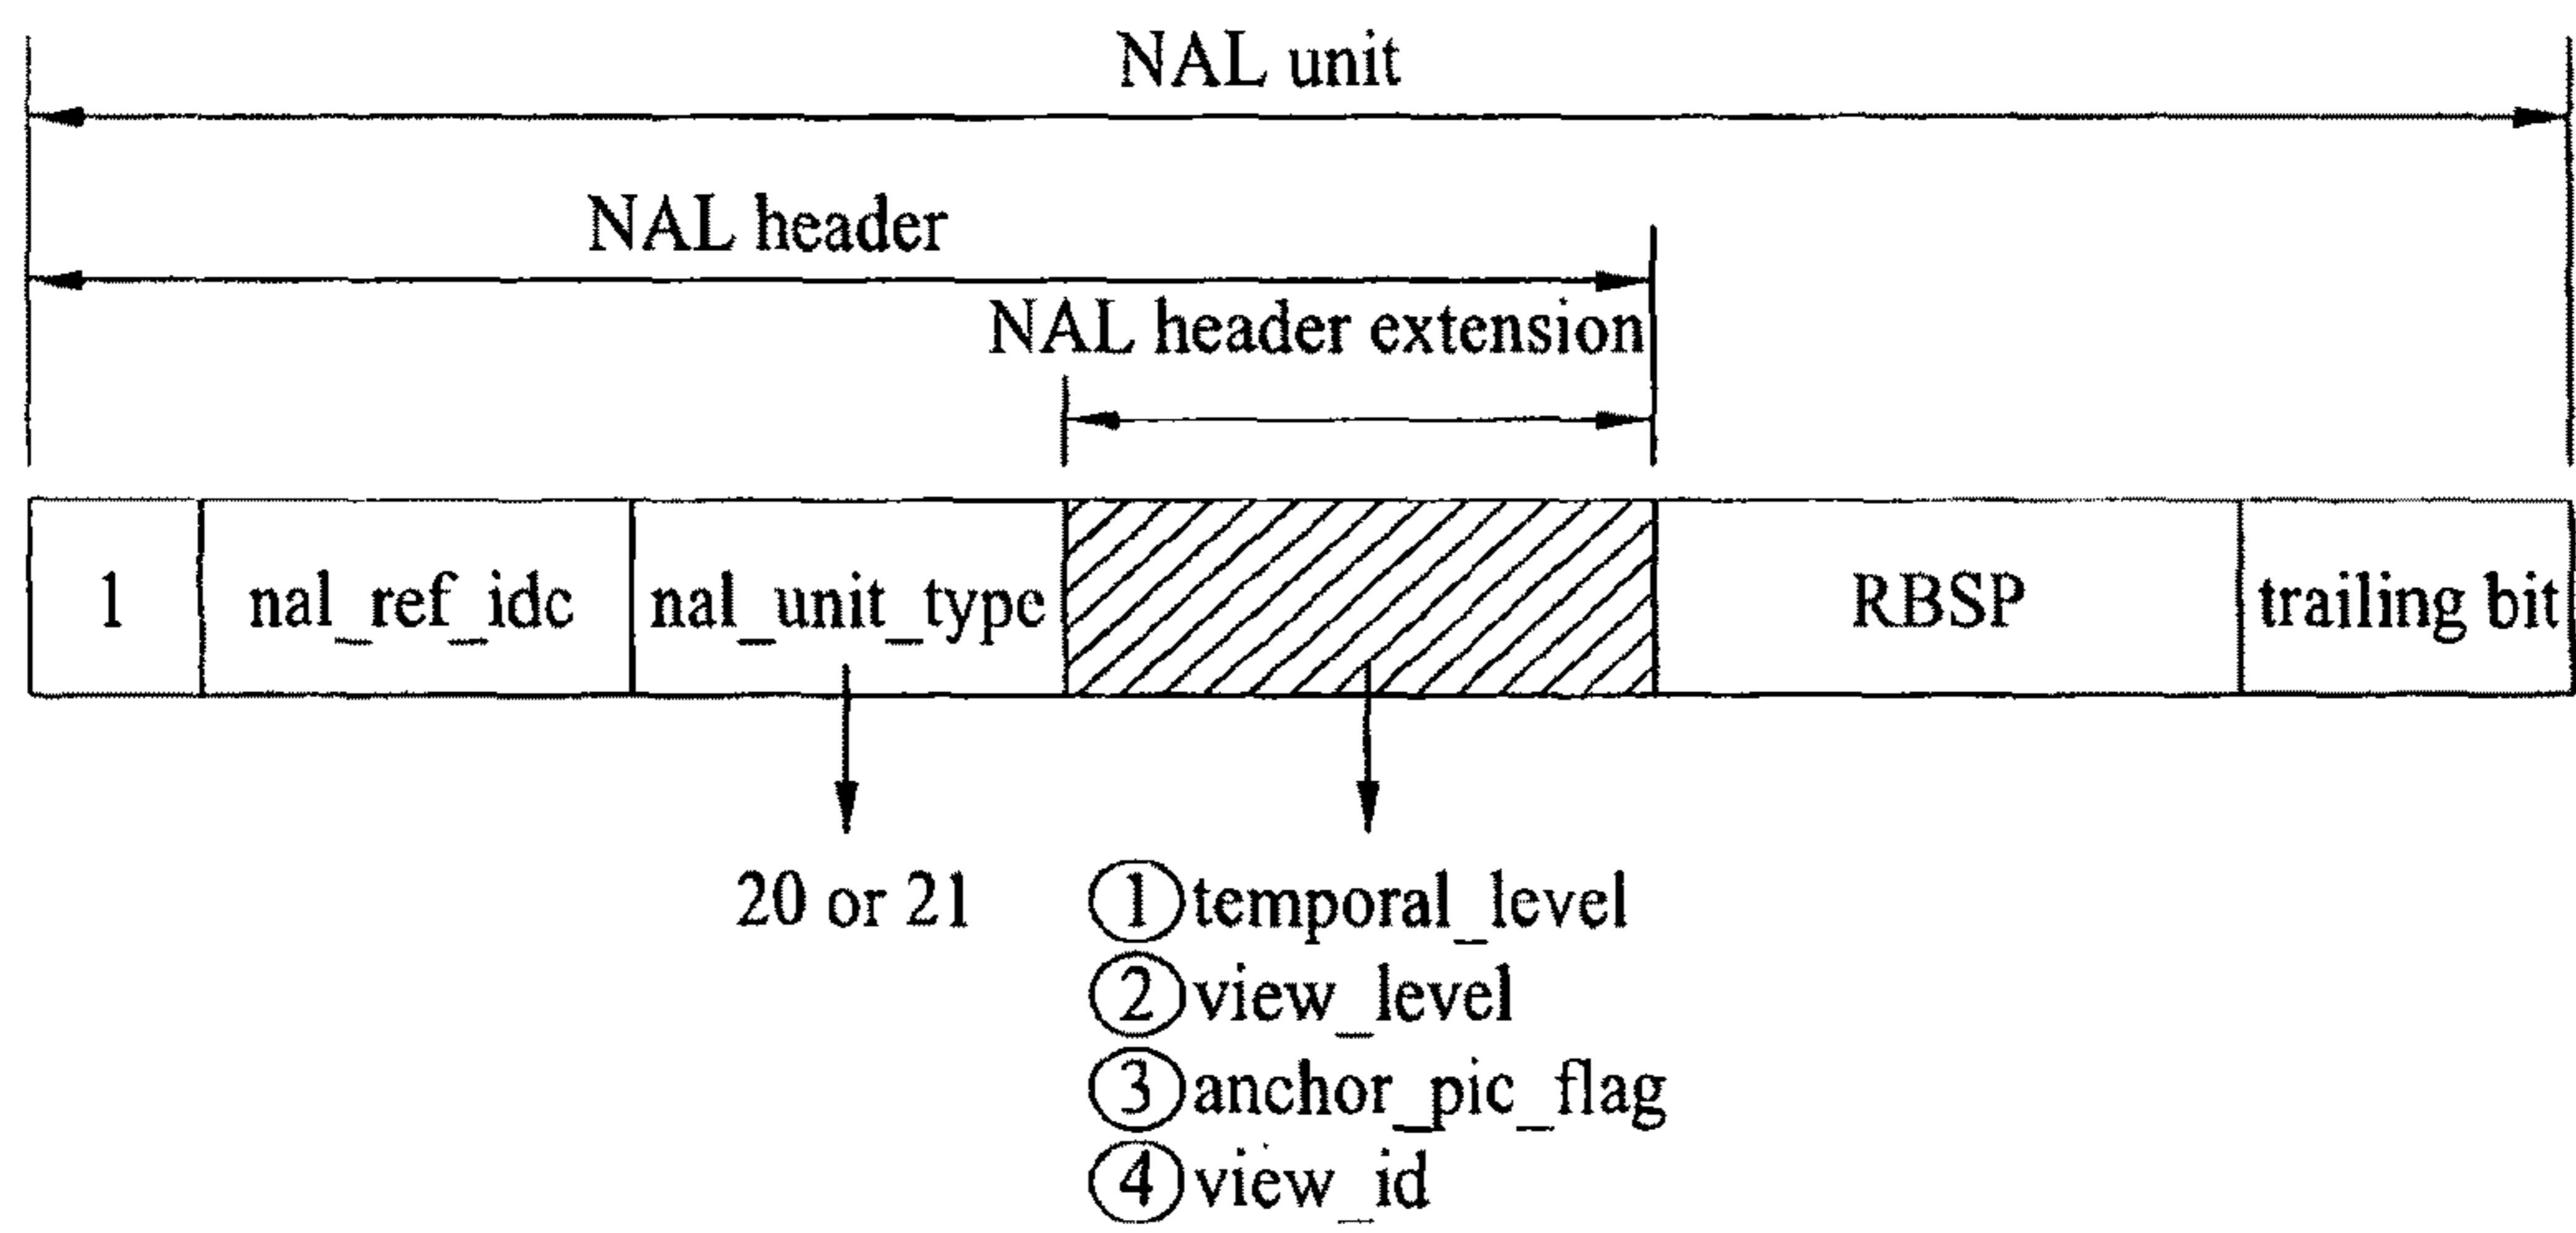 NAL unit
NAL header
NAL header extension
1 nal_ref_idc nal_unit_type RBSP trailing bit
20 or 21
①temporal_level
②view_level
③anchor_pic_flag
④view_id